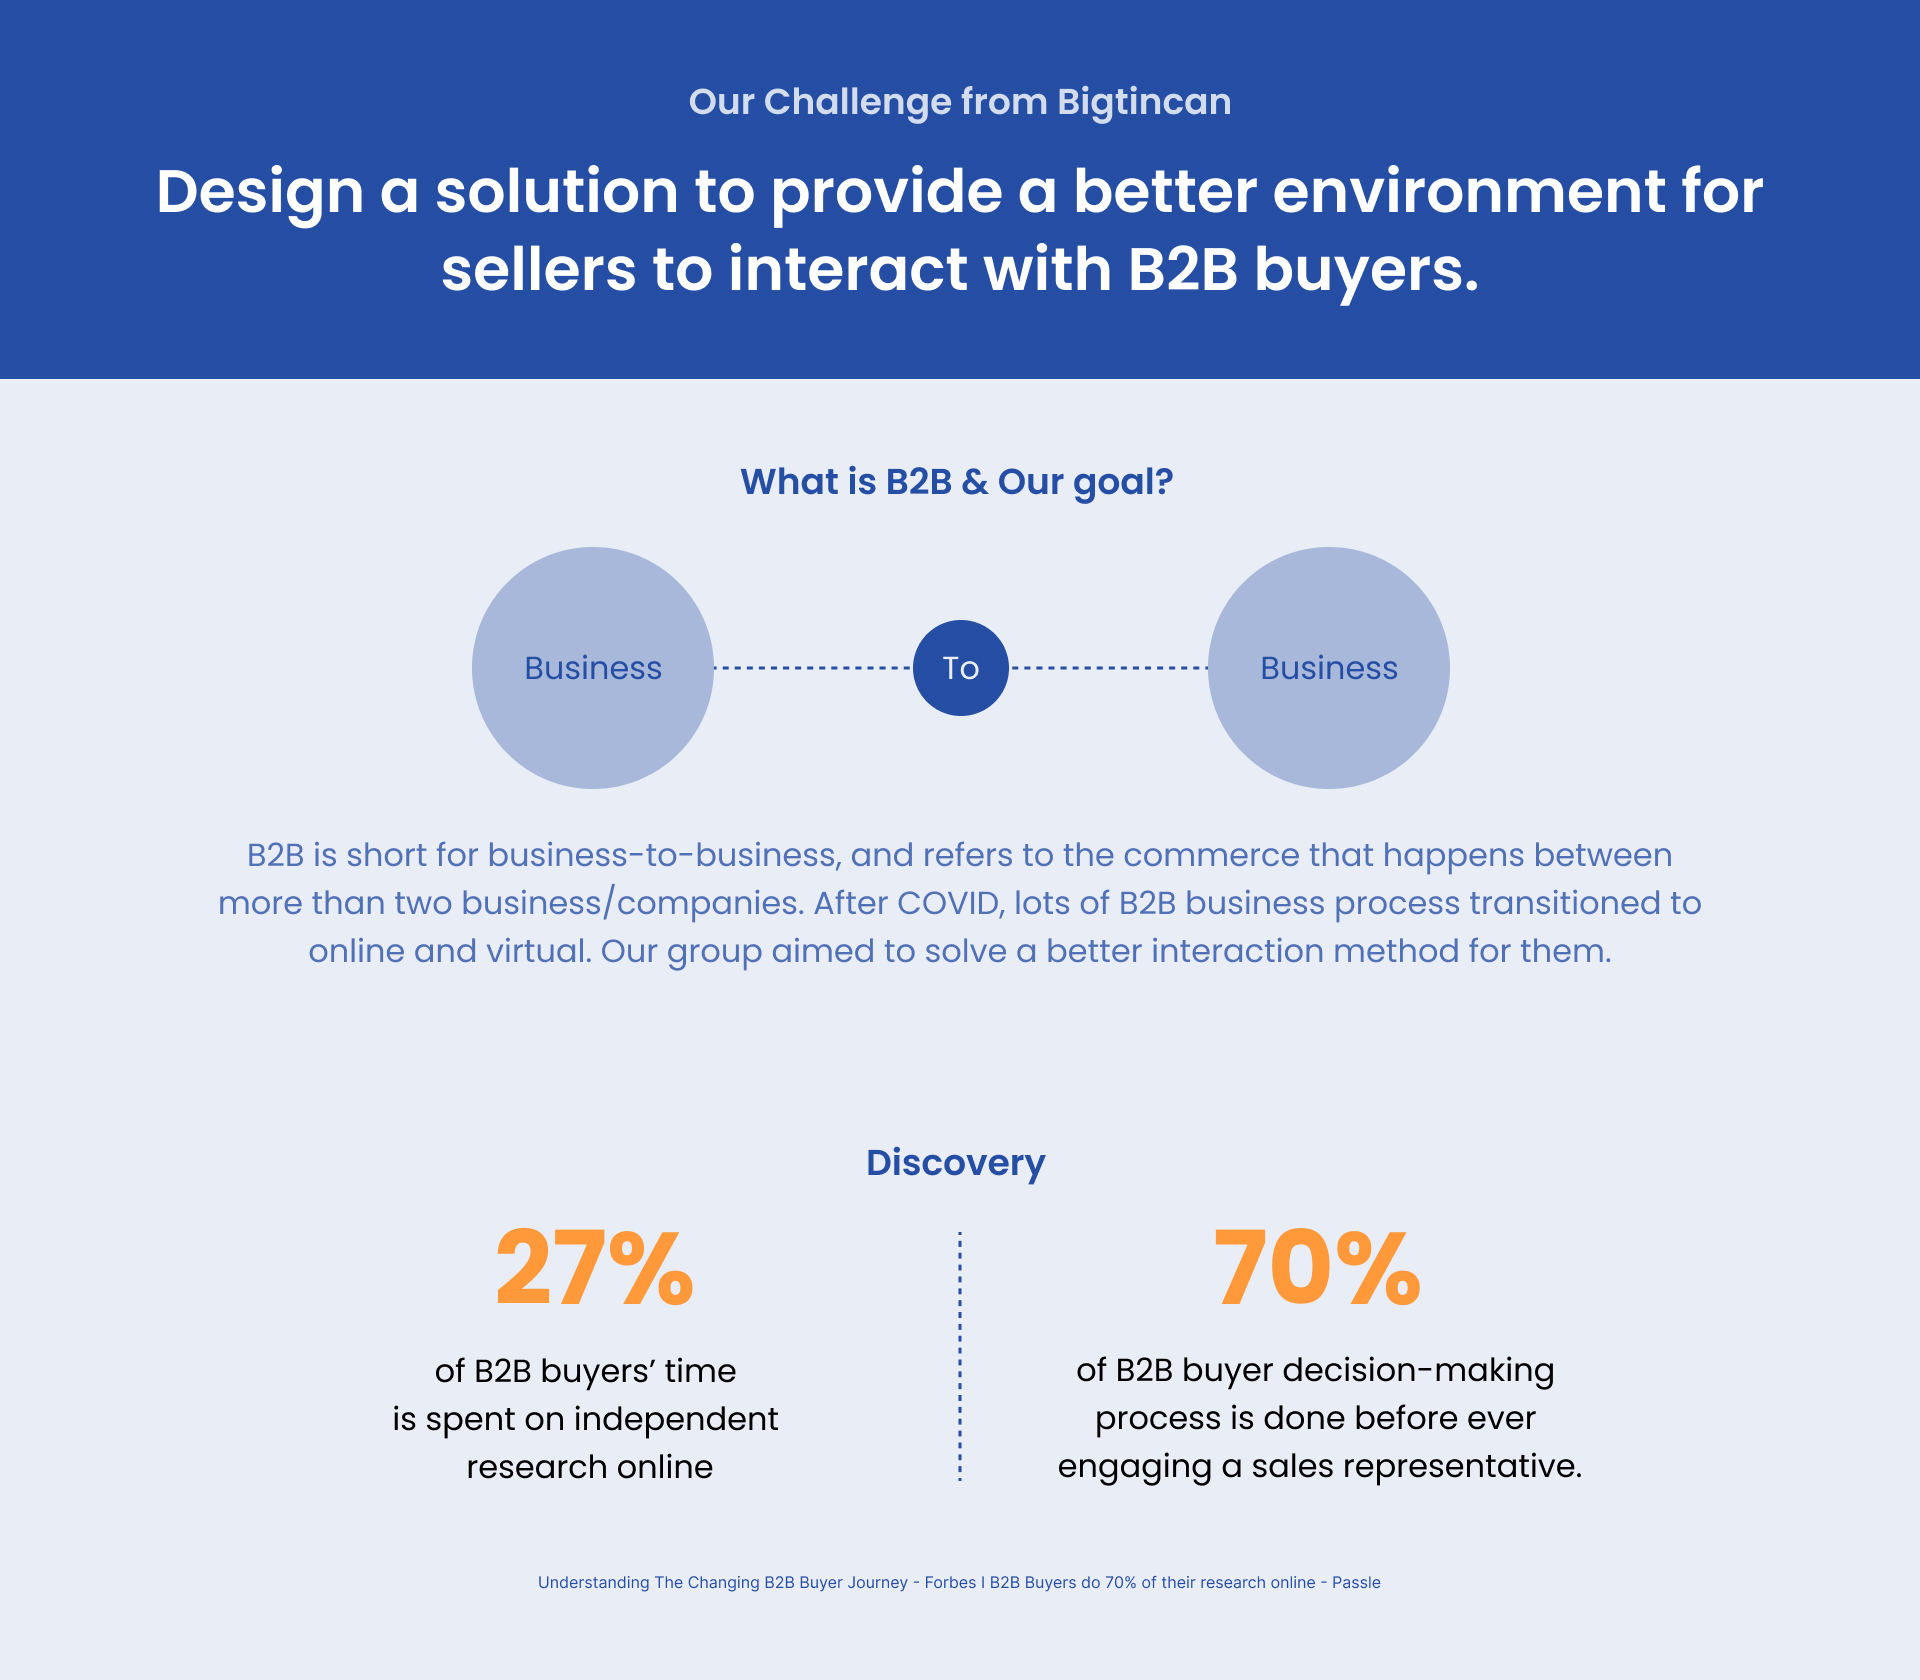 Our Challenge from Bigtincan
Design a solution to provide a better environment for
sellers to interact with B2B buyers.
What is B2B & Our goal?
Business
To
Business
B2B is short for business-to-business, and refers to the commerce that happens between
more than two business/companies. After COVID, lots of B2B business process transitioned to
online and virtual. Our group aimed to solve a better interaction method for them.
Discovery
27%
of B2B buyers’ time
is spent on independent
research online
70%
of B2B buyer decision-making
process is done before ever
engaging a sales representative.
Understanding The Changing B2B Buyer Journey - Forbes I B2B Buyers do 70% of their research online - Passle